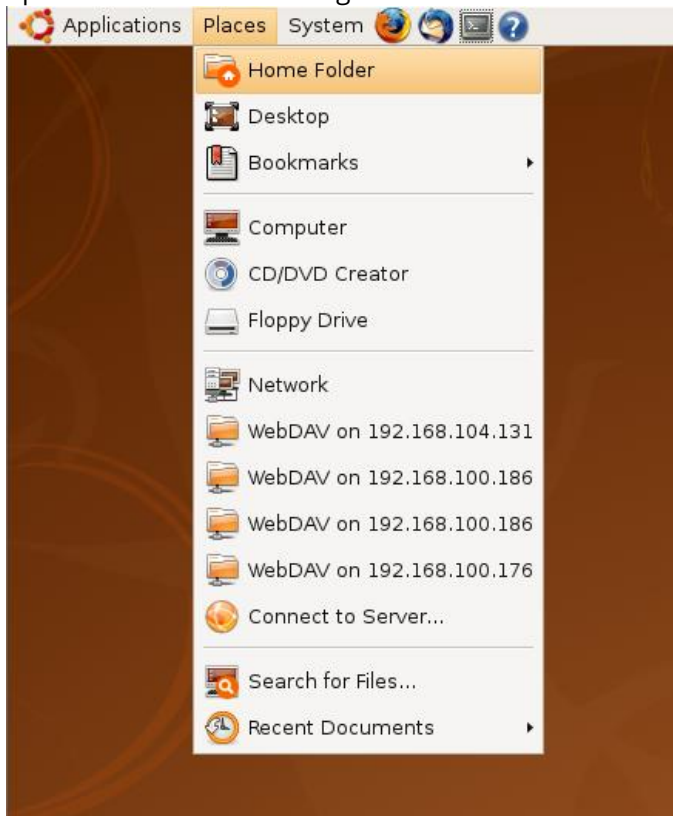 Applications Places System
Home Folder
Desktop
Bookmarks
Computer
CD/DVD Creator
Floppy Drive
Network
WebDAV on 192.168.104.131
WebDAV on 192.168.100.186
WebDAV on 192.168.100.186
WebDAV on 192.168.100.176
Connect to Server...
Search for Files...
Recent Documents